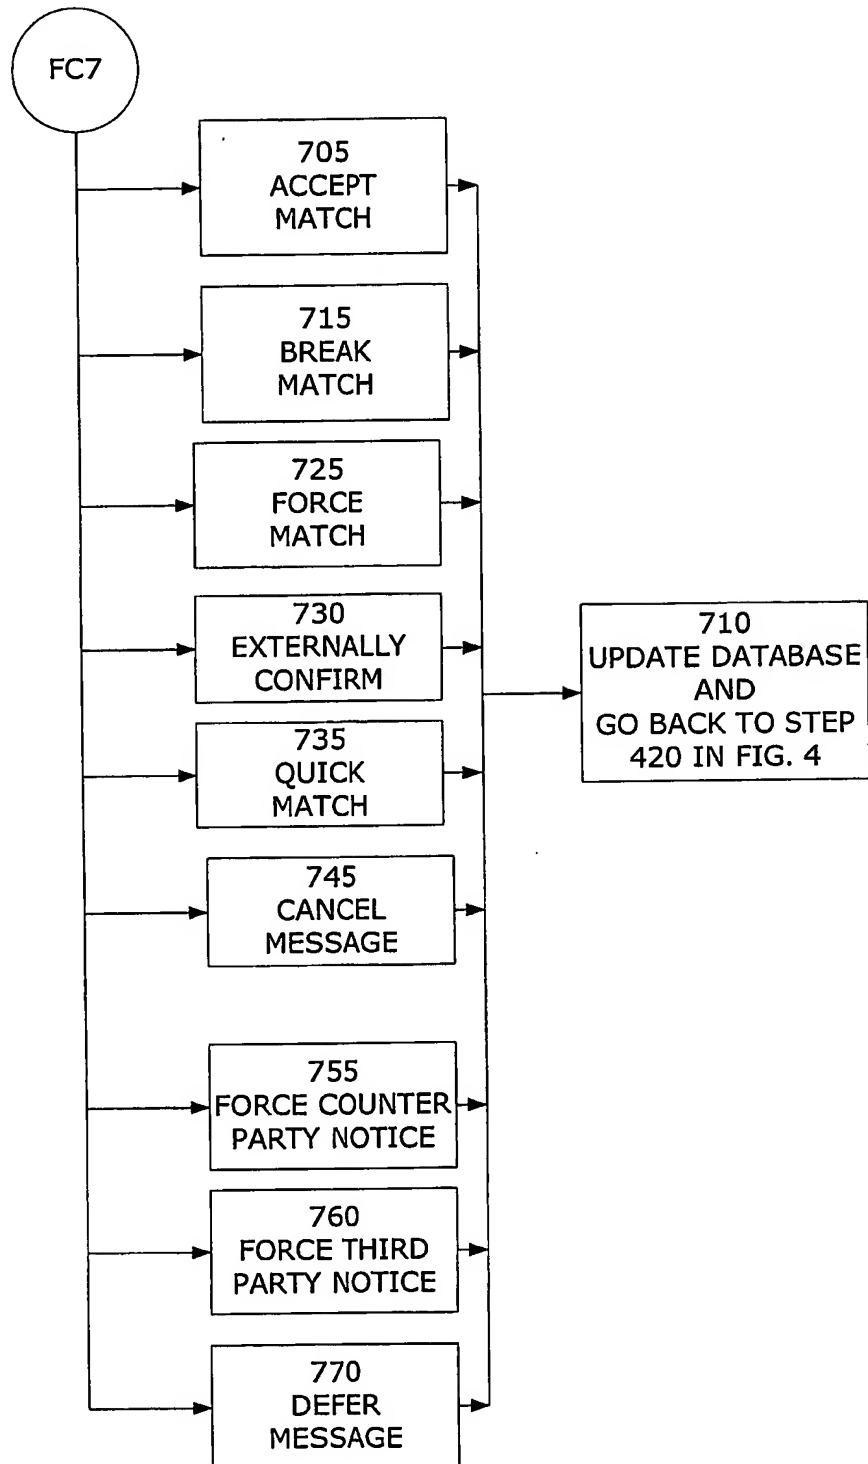 FC7
705
ACCEPT
MATCH
715
BREAK
MATCH
725
FORCE
MATCH
730
EXTERNALLY
CONFIRM
735
QUICK
MATCH
745
CANCEL
MESSAGE
755
FORCE COUNTER
PARTY NOTICE
760
FORCE THIRD
PARTY NOTICE
770
DEFER
MESSAGE
710
UPDATE DATABASE
AND
GO BACK TO STEP
420 IN FIG. 4